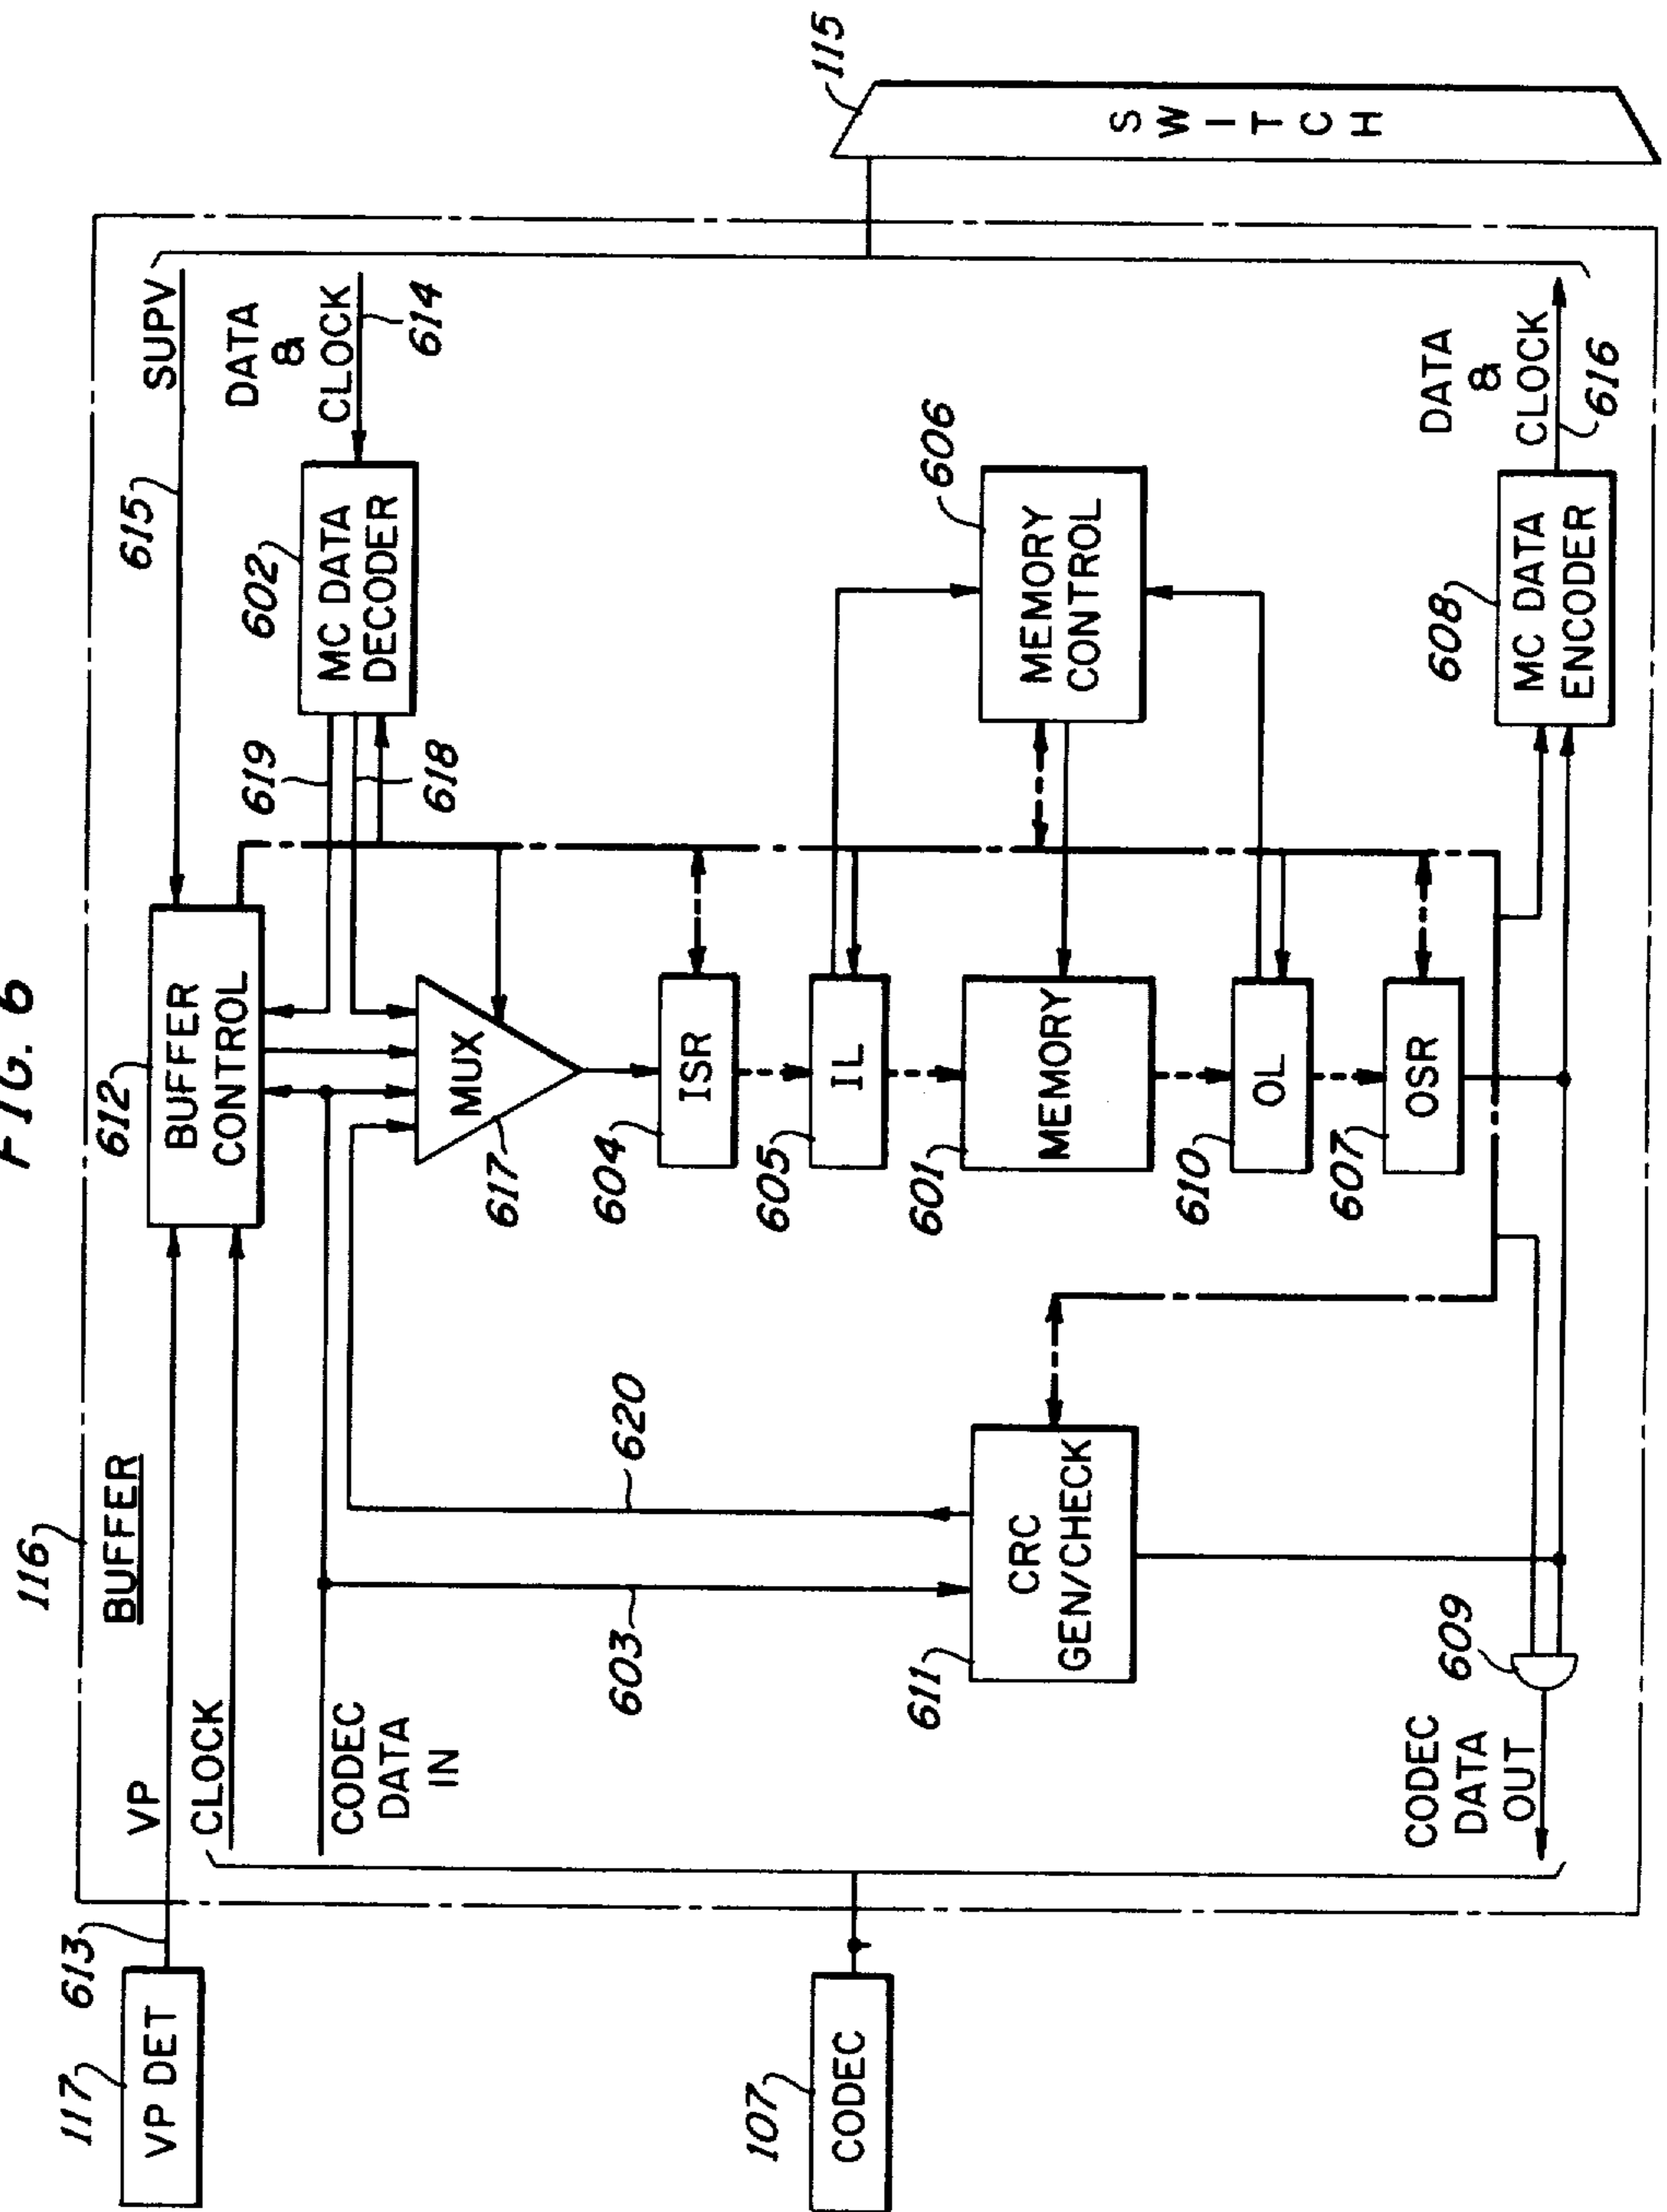 FIG. 6
117
VP DET
613
116
BUFFER
VP
CLOCK
CODEC
DATA
IN
612
BUFFER
CONTROL
615
SUPV
619
618
602
MC DATA
DECODER
DATA
&
CLOCK
614
115
SWITCH
617
MUX
604
ISR
605
IL
601
MEMORY
606
MEMORY
CONTROL
610
OL
607
OSR
107
CODEC
603
620
611
CRC
GEN/CHECK
609
CODEC
DATA
OUT
608
MC DATA
ENCODER
DATA
&
CLOCK
616